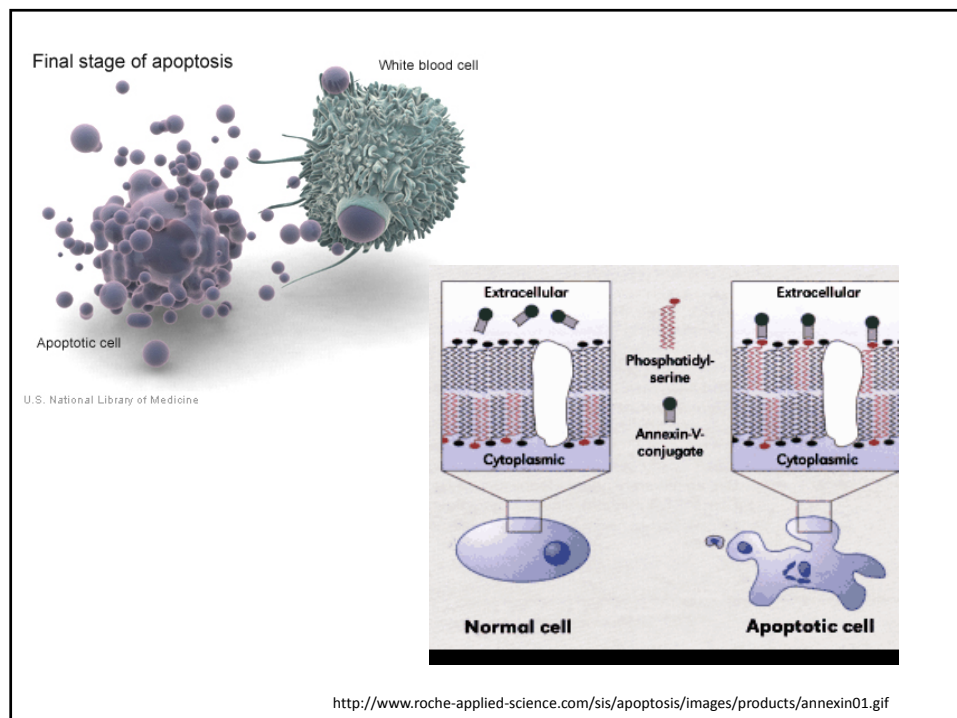 Final stage of apoptosis
White blood cell
Apoptotic cell
U.S. National Library of Medicine
Extracellular
Phosphatidyl-
serine
Annexin-V-
conjugate
Cytoplasmic
Normal cell
Extracellular
Cytoplasmic
Apoptotic cell
http://www.roche-applied-science.com/sis/apoptosis/images/products/annexin01.gif